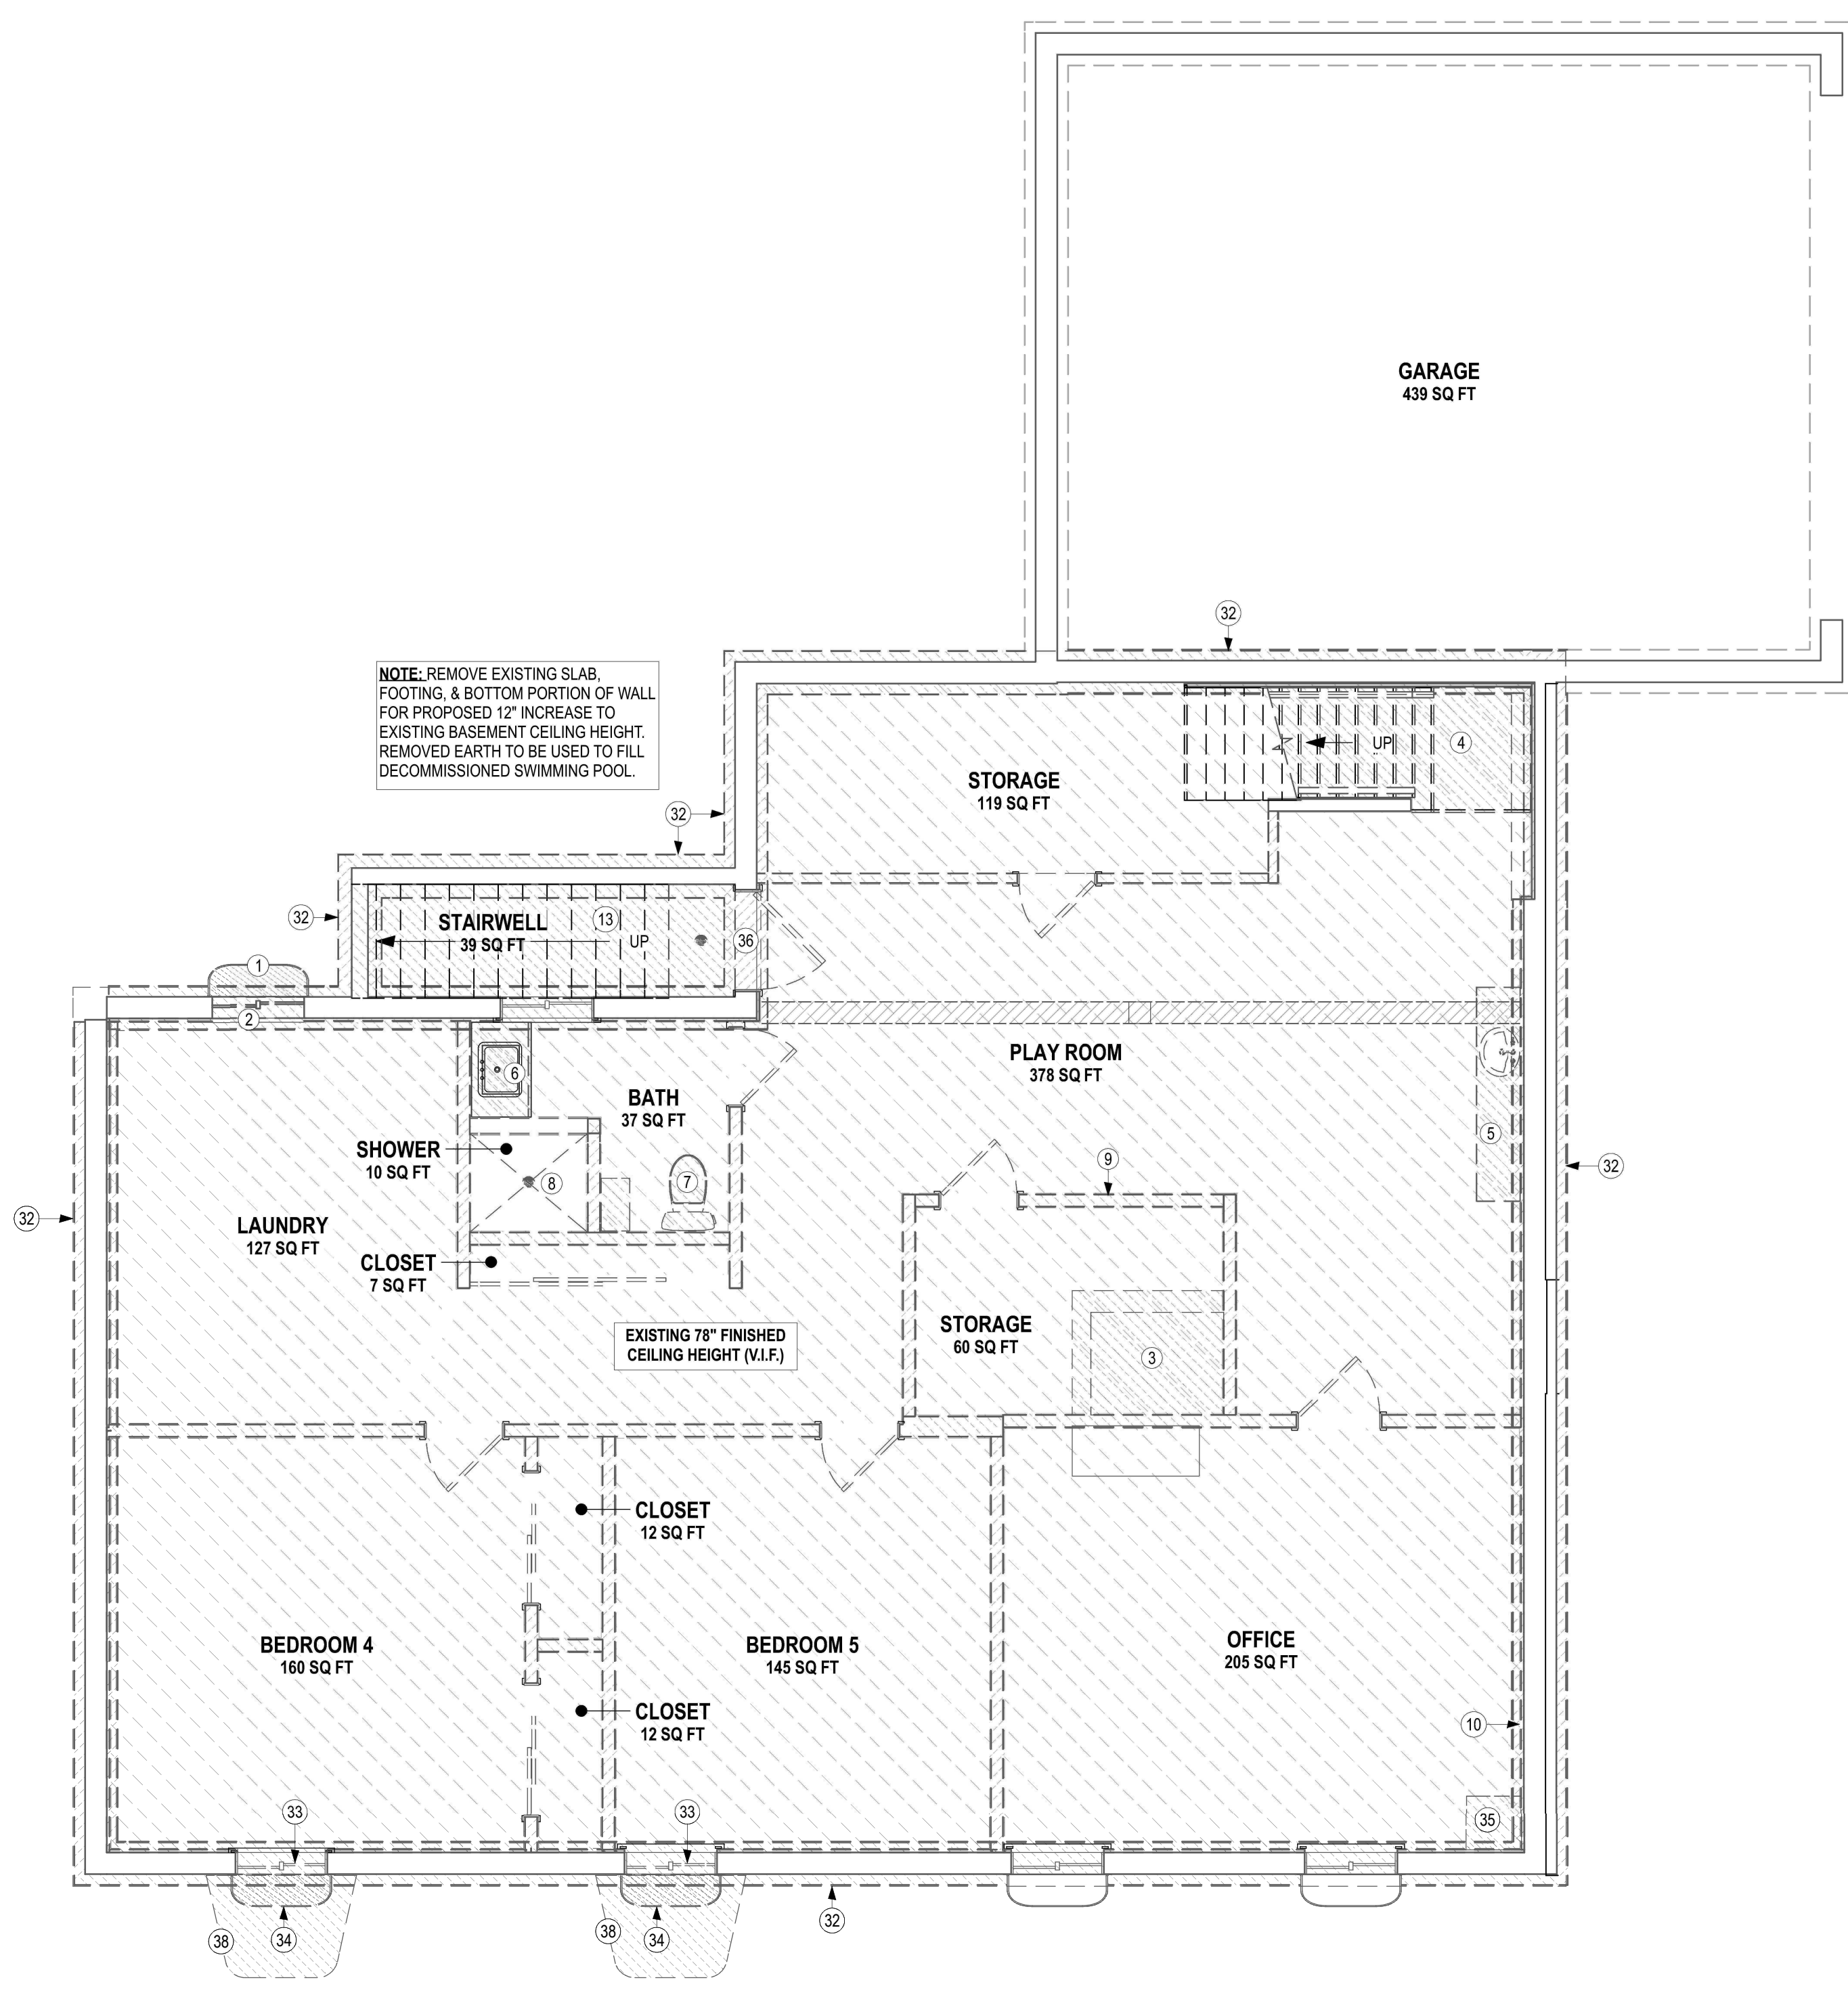 GARAGE
439 SQ FT
32
NOTE: REMOVE EXISTING SLAB,
FOOTING, & BOTTOM PORTION OF WALL
FOR PROPOSED 12" INCREASE TO
EXISTING BASEMENT CEILING HEIGHT.
REMOVED EARTH TO BE USED TO FILL
DECOMMISSIONED SWIMMING POOL.
UP
4
STORAGE
119 SQ FT
32
32
STAIRWELL
39 SQ FT
13
UP
36
1
2
PLAY ROOM
378 SQ FT
6
BATH
37 SQ FT
5
SHOWER
10 SQ FT
8
7
9
32
32
LAUNDRY
127 SQ FT
CLOSET
7 SQ FT
EXISTING 78" FINISHED
CEILING HEIGHT (V.I.F.)
STORAGE
60 SQ FT
3
CLOSET
12 SQ FT
BEDROOM 4
160 SQ FT
BEDROOM 5
145 SQ FT
OFFICE
205 SQ FT
CLOSET
12 SQ FT
10
33
33
35
38
34
38
34
32